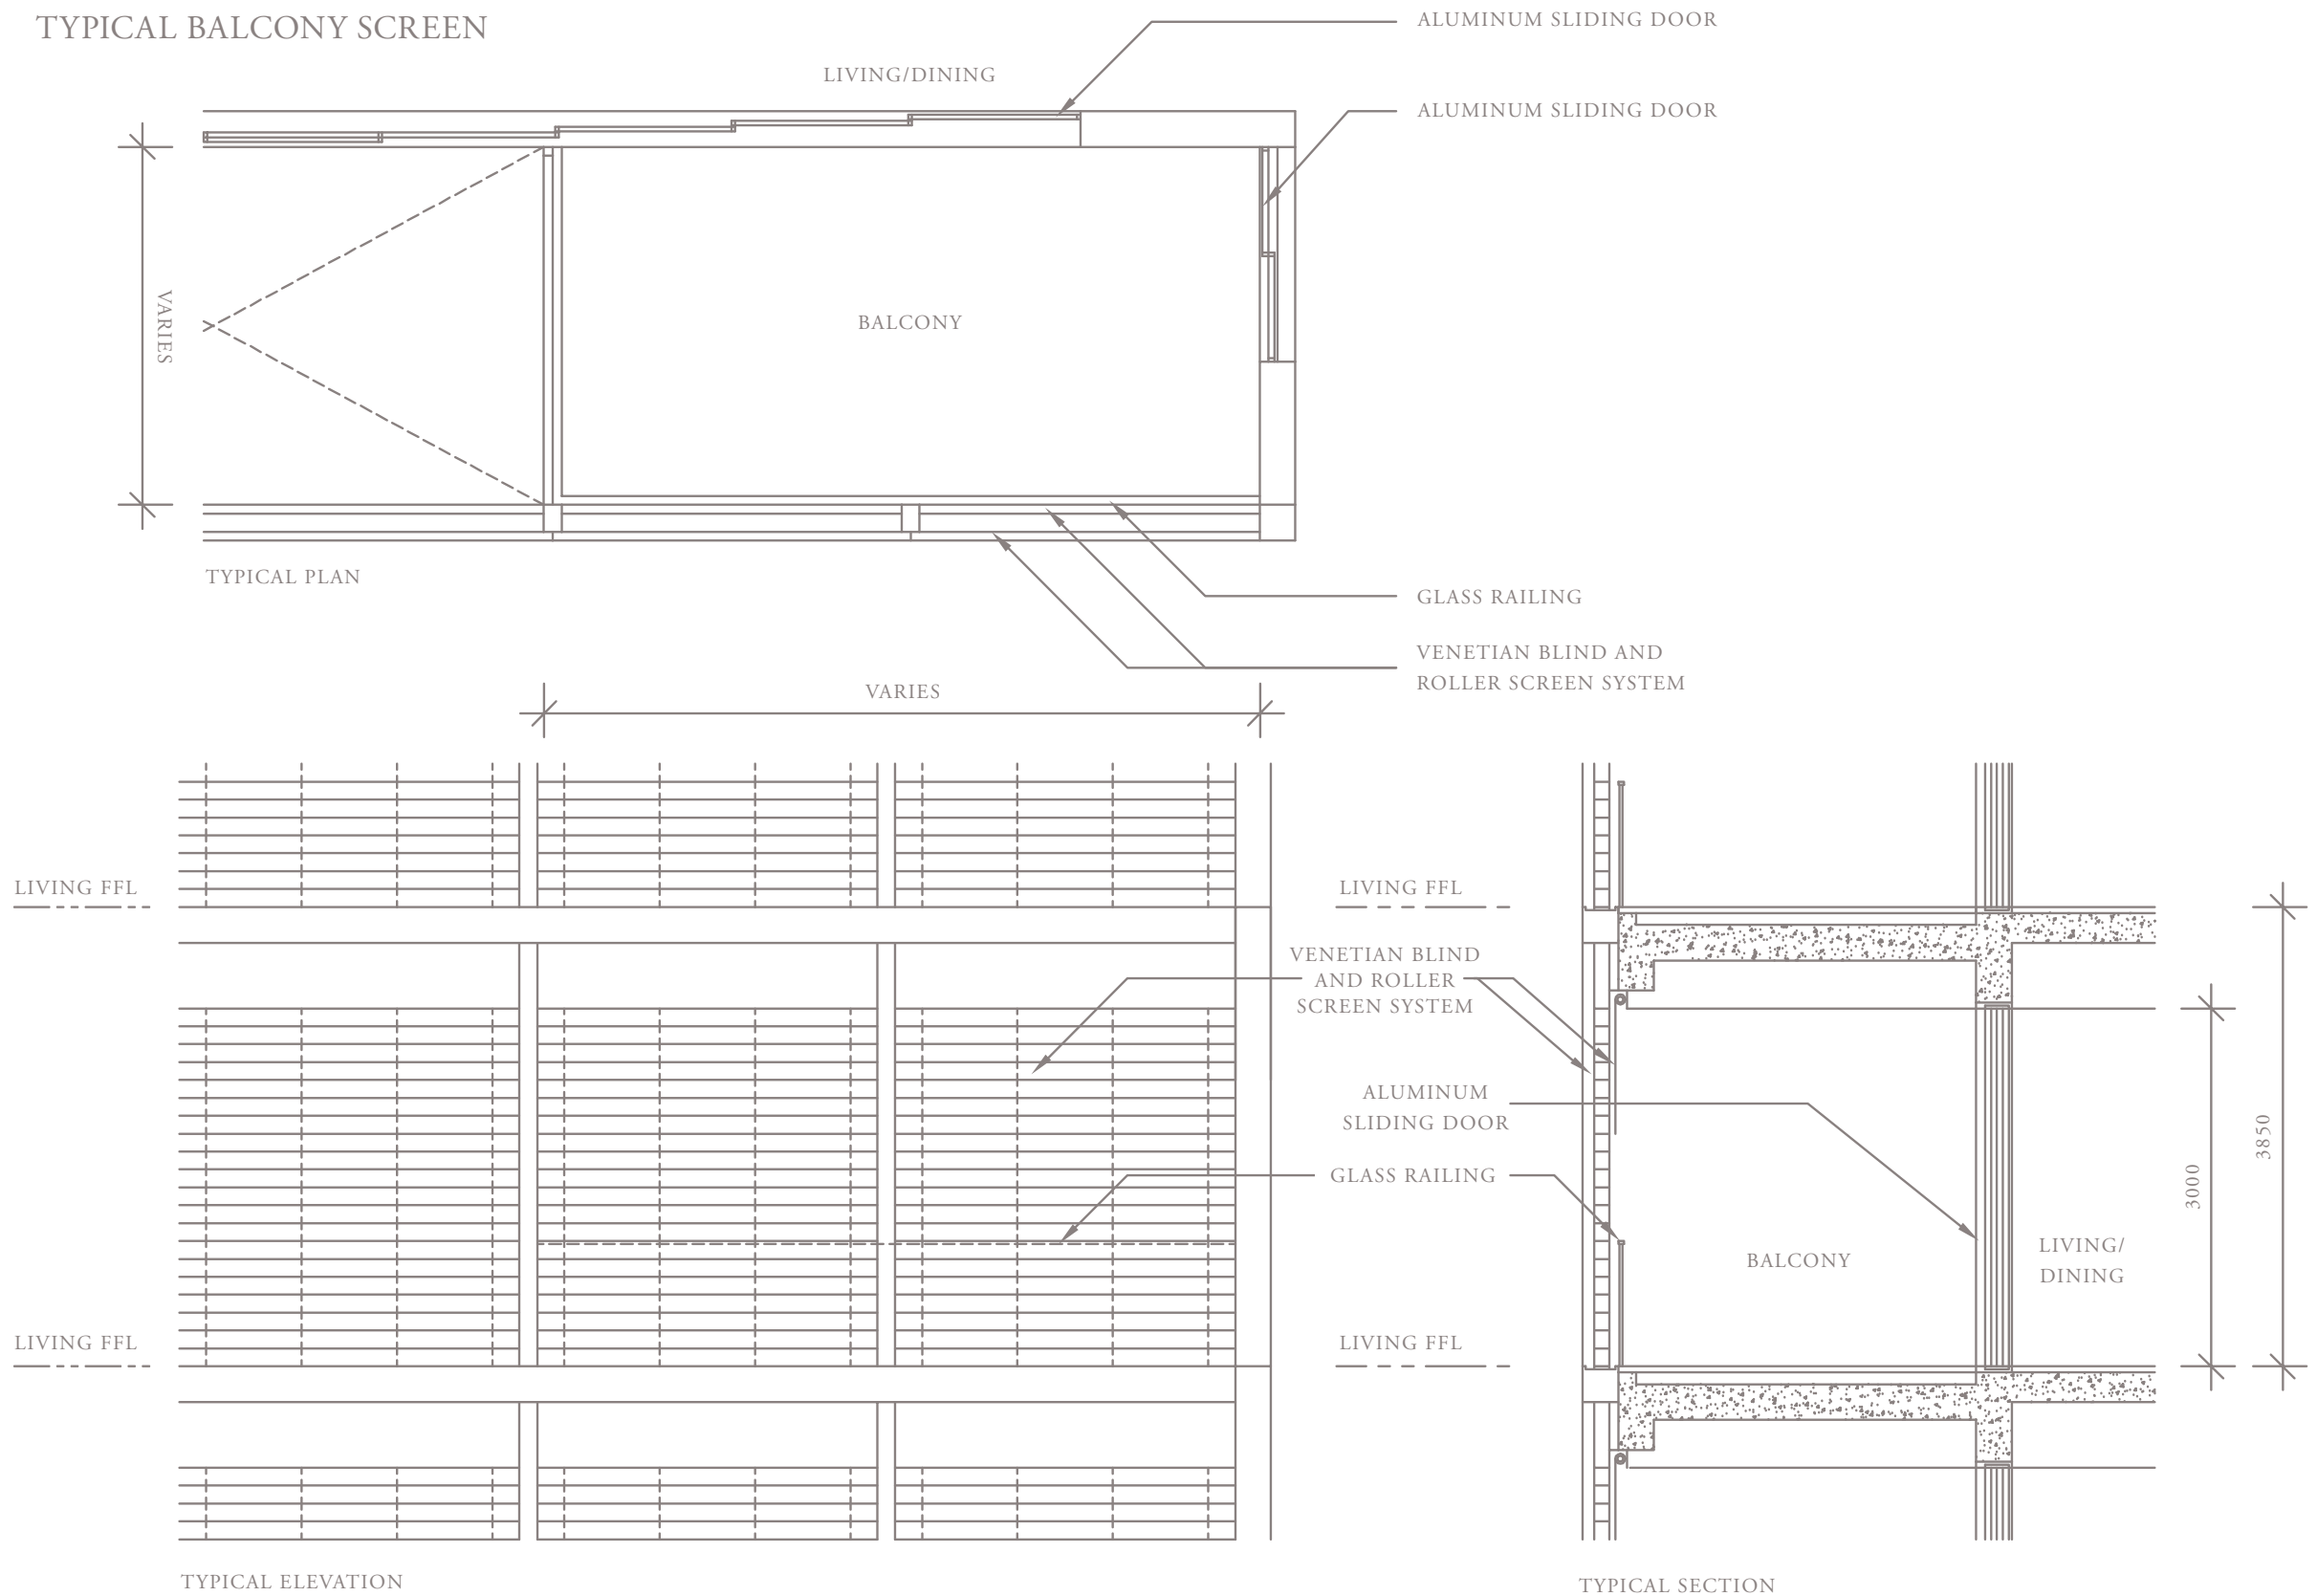 TYPICAL BALCONY SCREEN
ALUMINUM SLIDING DOOR
LIVING/DINING
ALUMINUM SLIDING DOOR
VARIES
BALCONY
TYPICAL PLAN
GLASS RAILING
VENETIAN BLIND AND
ROLLER SCREEN SYSTEM
VARIES
LIVING FFL
LIVING FFL
VENETIAN BLIND
AND ROLLER
SCREEN SYSTEM
ALUMINUM
SLIDING DOOR
GLASS RAILING
3850
3000
BALCONY
LIVING/
DINING
LIVING FFL
LIVING FFL
TYPICAL ELEVATION
TYPICAL SECTION